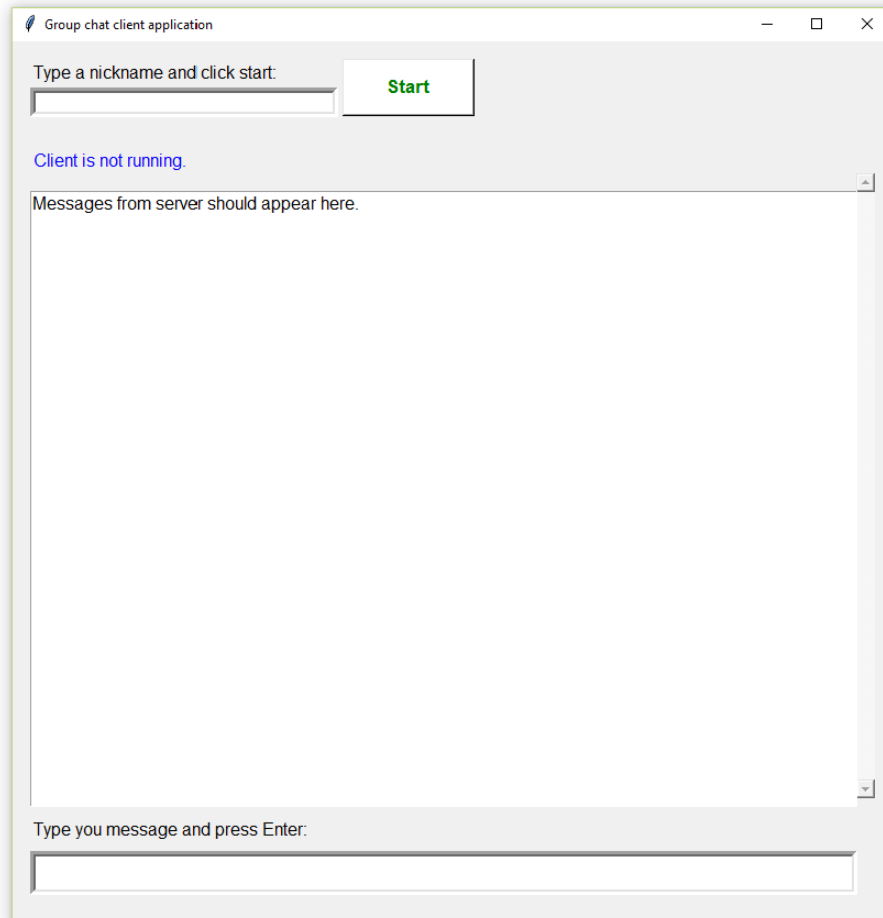 Group chat client application
Type a nickname and click start:
Start
Client is not running.
Messages from server should appear here.
Type you message and press Enter: